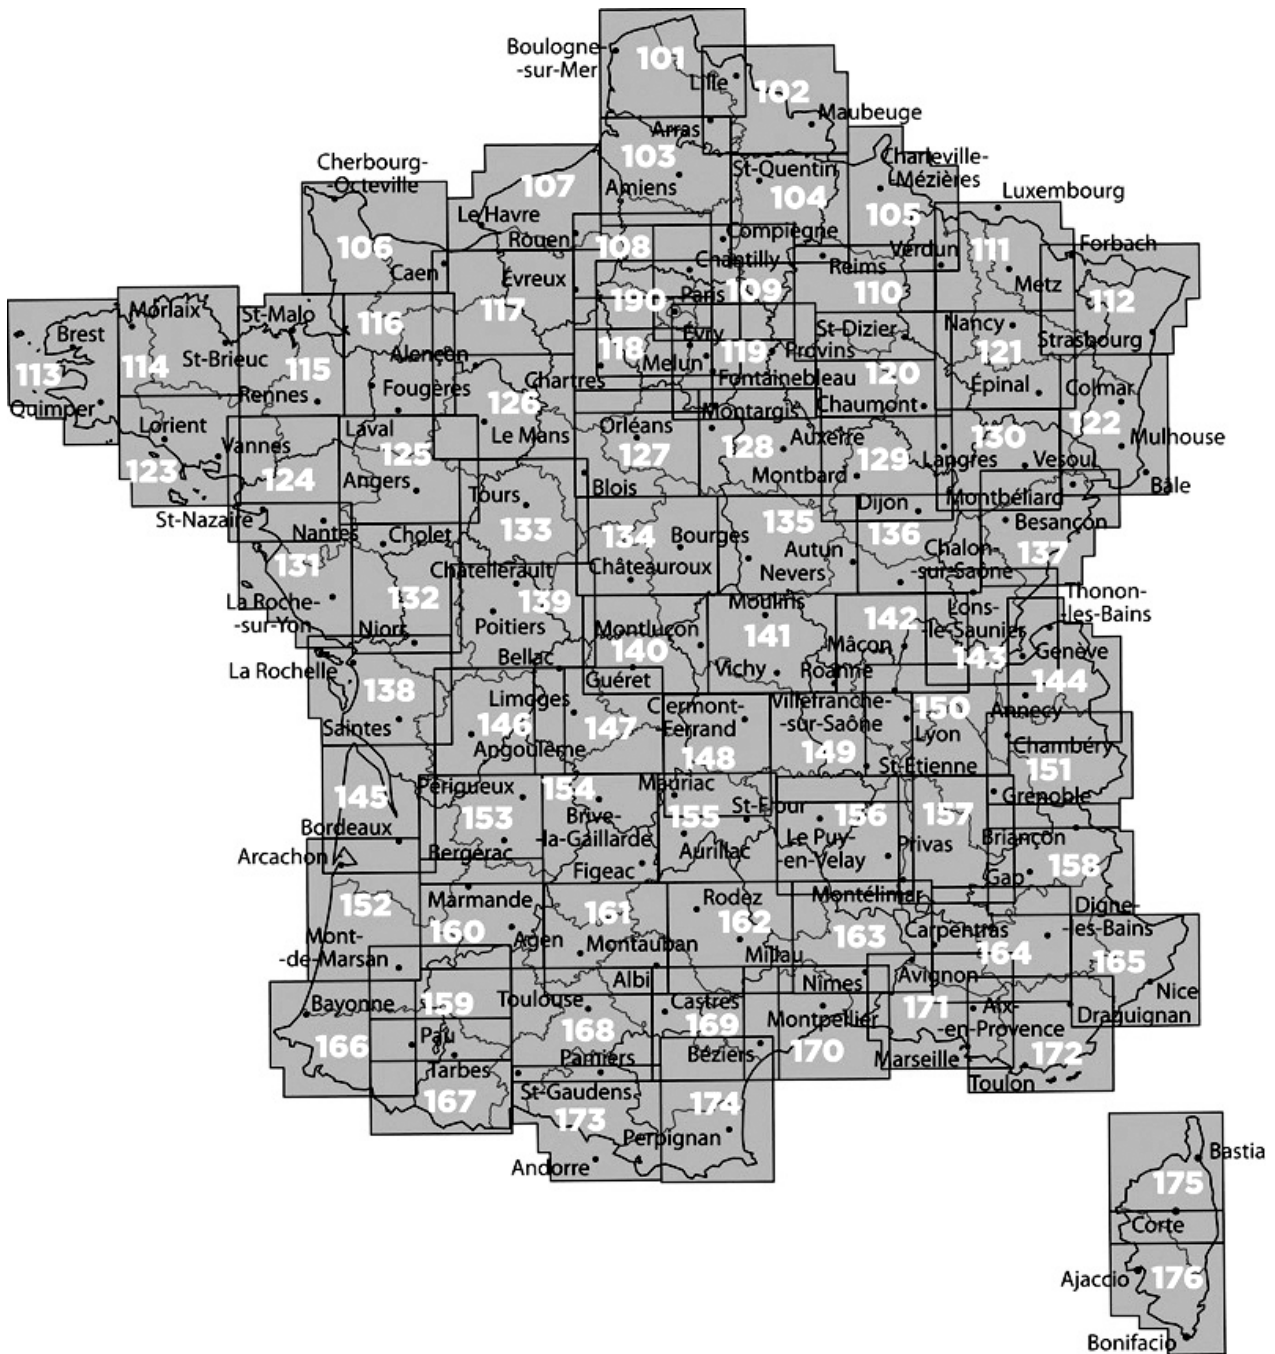 Boulogne-
-sur-Mer
101
Lille
102
Maubeuge
Arras
103
Amiens
St-Quentin
104
Charleville-
-Mézières
105
Luxembourg
Cherbourg-
-Octeville
107
Le Havre
Rouen
108
Compiègne
Chantilly
Reims
Verdun
111
Forbach
Metz
112
106
Caen
Évreux
190
Paris
109
110
117
116
Morlaix
St-Malo
Brest
114
St-Brieuc
115
113
Quimper
Rennes
Alençon
Fougères
118
Évry
Melun
119
Provins
Fontainebleau
St-Dizier
120
Nancy
121
Strasbourg
Épinal
Colmar
122
Mulhouse
Bâle
Chartres
126
Le Mans
Orléans
127
Montargis
128
Auxerre
Montbard
Chaumont
129
Langres
130
Vesoul
Montbéliard
Lorient
123
Vannes
124
Laval
125
Angers
Blois
Tours
133
134
Bourges
Châteauroux
135
Autun
Nevers
Dijon
136
Besançon
137
Chalon-
-sur-Saône
St-Nazaire
Nantes
131
Cholet
132
La Roche-
-sur-Yon
Niort
Châtellerault
139
Poitiers
Bellac
Montluçon
140
Guéret
Moulins
141
Vichy
142
Mâcon
Roanne
Lons-
-le-Saunier
143
Thonon-
-les-Bains
Genève
144
Annecy
La Rochelle
138
Saintes
Limoges
146
Angoulême
147
Clermont-
-Ferrand
148
Villefranche-
-sur-Saône
149
150
Lyon
St-Etienne
Chambéry
151
Grenoble
145
Bordeaux
Arcachon
Périgueux
153
Bergerac
154
Brive-
-la-Gaillarde
Figeac
Mauriac
155
St-Flour
Aurillac
156
Le Puy-
-en-Velay
157
Privas
Briançon
158
Gap
152
Mont-
-de-Marsan
Marmande
160
Agen
161
Montauban
Rodez
162
Millau
Montélimar
163
Carpentras
164
Digne-
-les-Bains
165
Nice
Draguignan
Albi
Nîmes
Avignon
171
Aix-
-en-Provence
Marseille
172
Toulon
Bayonne
166
159
Pau
Tarbes
167
Toulouse
168
Pamiers
Castres
169
Béziers
Montpellier
170
St-Gaudens
173
174
Perpignan
Andorre
Bastia
175
Corte
Ajaccio
176
Bonifacio